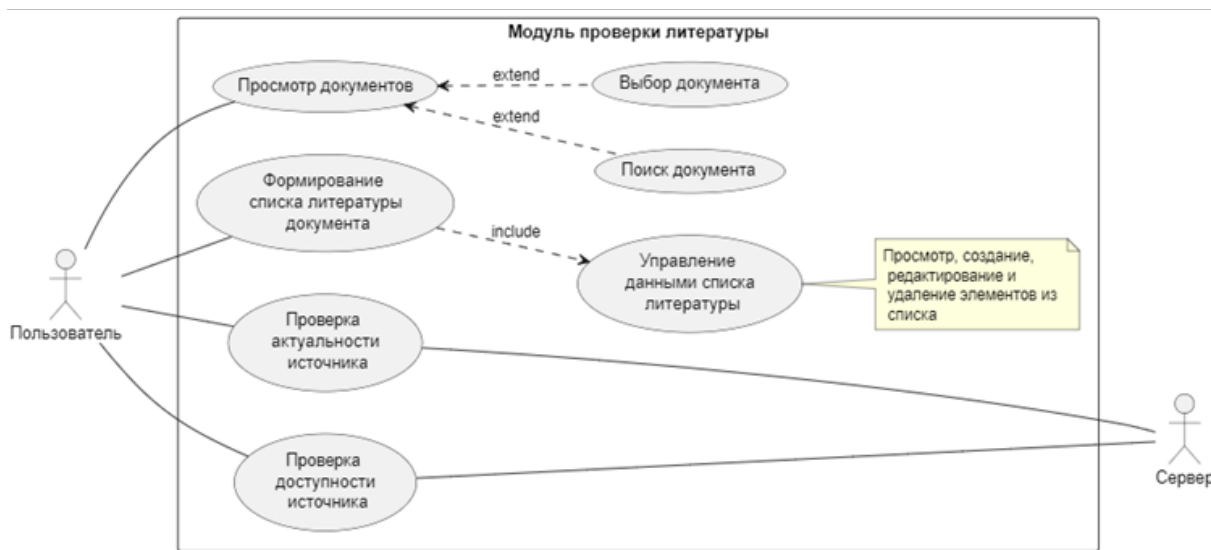 Модуль проверки литературы
Просмотр документов
extend
Выбор документа
extend
Поиск документа
Формирование
списка литературы
документа
include
Управление
данными списка
литературы
Просмотр, создание,
редактирование и
удаление элементов из
списка
Пользователь
Проверка
актуальности
источника
Проверка
доступности
источника
Сервер